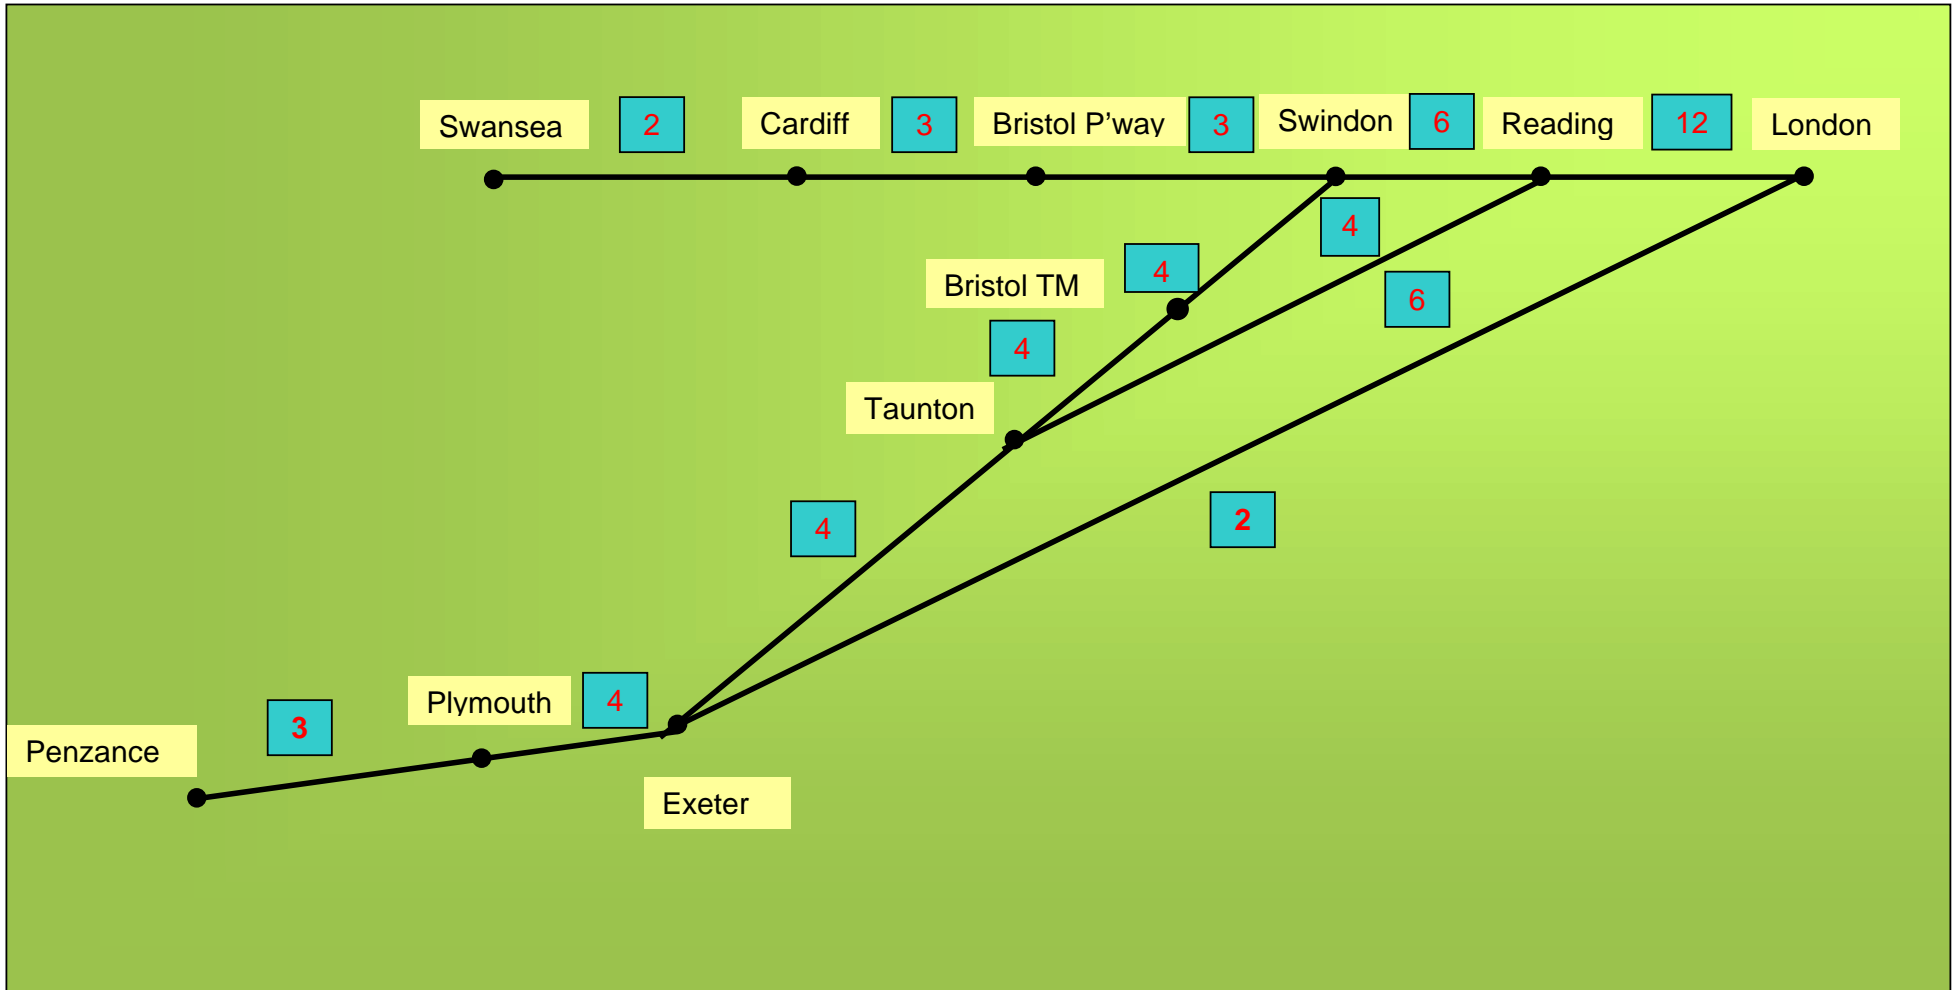 Swansea 2 Cardiff 3 Bristol P'way 3 Swindon 6 Reading 12 London
4
Bristol TM 4
6
4
Taunton
4
2
Plymouth 4
Penzance 3
Exeter